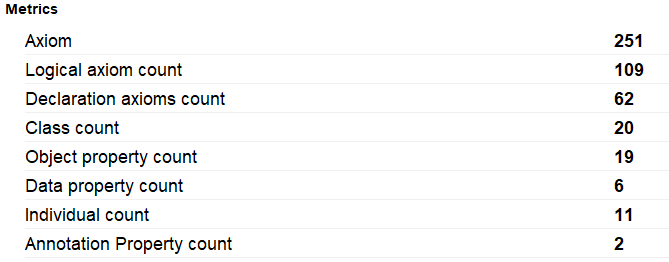 Metrics
Axiom 251
Logical axiom count 109
Declaration axioms count 62
Class count 20
Object property count 19
Data property count 6
Individual count 11
Annotation Property count 2